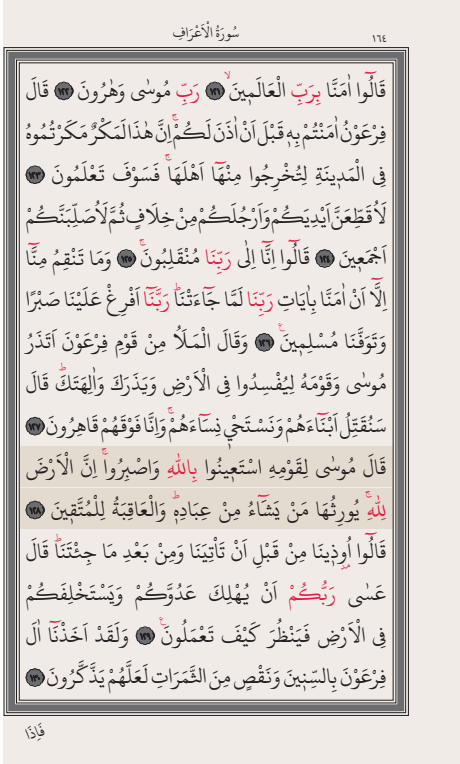 ١٦٤
سُورَةُ الْاَعْرَافِ
قَالُٓوا اٰمَنَّا بِرَبِّ الْعَالَم۪ينَۙ ﴿١٢١﴾ رَبِّ مُوسٰى وَهٰرُونَ ﴿١٢٢﴾ قَالَ
فِرْعَوْنُ اٰمَنْتُمْ بِه۪ قَبْلَ اَنْ اٰذَنَ لَكُمْۚ اِنَّ هٰذَا لَمَكْرٌ مَكَرْتُمُوهُ
فِي الْمَد۪ينَةِ لِتُخْرِجُوا مِنْهَٓا اَهْلَهَاۚ فَسَوْفَ تَعْلَمُونَ ﴿١٢٣﴾
لَاُقَطِّعَنَّ اَيْدِيَكُمْ وَاَرْجُلَكُمْ مِنْ خِلَافٍ ثُمَّ لَاُصَلِّبَنَّكُمْ
اَجْمَع۪ينَ ﴿١٢٤﴾ قَالُٓوا اِنَّٓا اِلٰى رَبِّنَا مُنْقَلِبُونَۚ ﴿١٢٥﴾ وَمَا تَنْقِمُ مِنَّٓا
اِلَّٓا اَنْ اٰمَنَّا بِاٰيَاتِ رَبِّنَا لَمَّا جَٓاءَتْنَاۜ رَبَّنَٓا اَفْرِغْ عَلَيْنَا صَبْرًا
وَتَوَفَّنَا مُسْلِم۪ينَ۟ ﴿١٢٦﴾ وَقَالَ الْمَلَاُ مِنْ قَوْمِ فِرْعَوْنَ اَتَذَرُ
مُوسٰى وَقَوْمَهُ لِيُفْسِدُوا فِي الْاَرْضِ وَيَذَرَكَ وَاٰلِهَتَكَۜ قَالَ
سَنُقَتِّلُ اَبْنَٓاءَهُمْ وَنَسْتَحْي۪ نِسَٓاءَهُمْۚ وَاِنَّا فَوْقَهُمْ قَاهِرُونَ ﴿١٢٧﴾
قَالَ مُوسٰى لِقَوْمِهِ اسْتَع۪ينُوا بِاللّٰهِ وَاصْبِرُواۚ اِنَّ الْاَرْضَ
لِلّٰهِ۠ يُورِثُهَا مَنْ يَشَٓاءُ مِنْ عِبَادِه۪ۜ وَالْعَاقِبَةُ لِلْمُتَّق۪ينَ ﴿١٢٨﴾
قَالُٓوا اُو۫ذ۪ينَا مِنْ قَبْلِ اَنْ تَأْتِيَنَا وَمِنْ بَعْدِ مَا جِئْتَنَاۜ قَالَ
عَسٰى رَبُّكُمْ اَنْ يُهْلِكَ عَدُوَّكُمْ وَيَسْتَخْلِفَكُمْ
فِي الْاَرْضِ فَيَنْظُرَ كَيْفَ تَعْمَلُونَ۟ ﴿١٢٩﴾ وَلَقَدْ اَخَذْنَٓا اٰلَ
فِرْعَوْنَ بِالسِّن۪ينَ وَنَقْصٍ مِنَ الثَّمَرَاتِ لَعَلَّهُمْ يَذَّكَّرُونَ ﴿١٣٠﴾
فَاِذَا